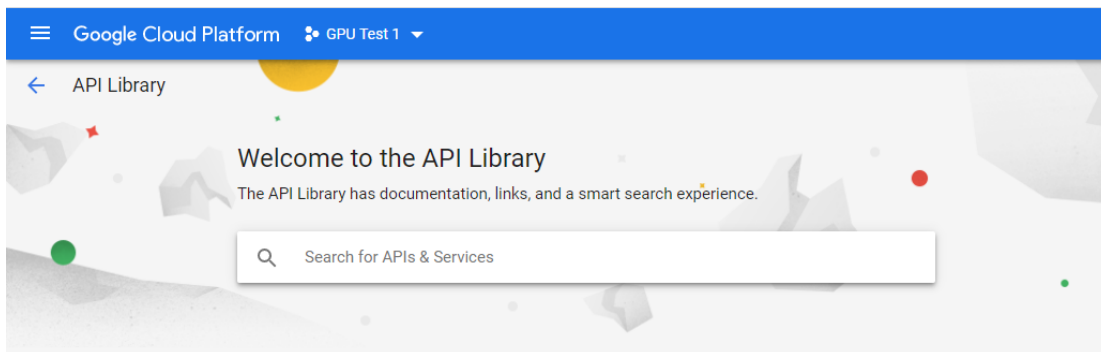 Google Cloud Platform GPU Test 1
API Library
Welcome to the API Library
The API Library has documentation, links, and a smart search experience.
Search for APIs & Services